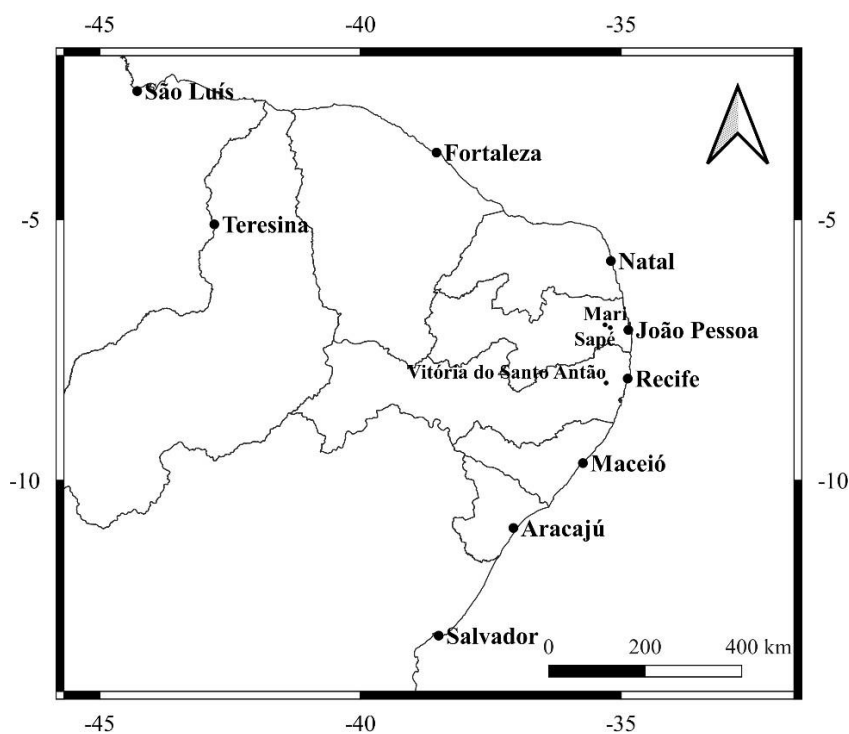 -45 -40 -35
São Luís
Fortaleza
-5 -5
Teresina
Natal
Mari
João Pessoa
Sapé
Vitória do Santo Antão
Recife
Maceió
-10 -10
Aracajú
Salvador
0 200 400 km
-45 -40 -35